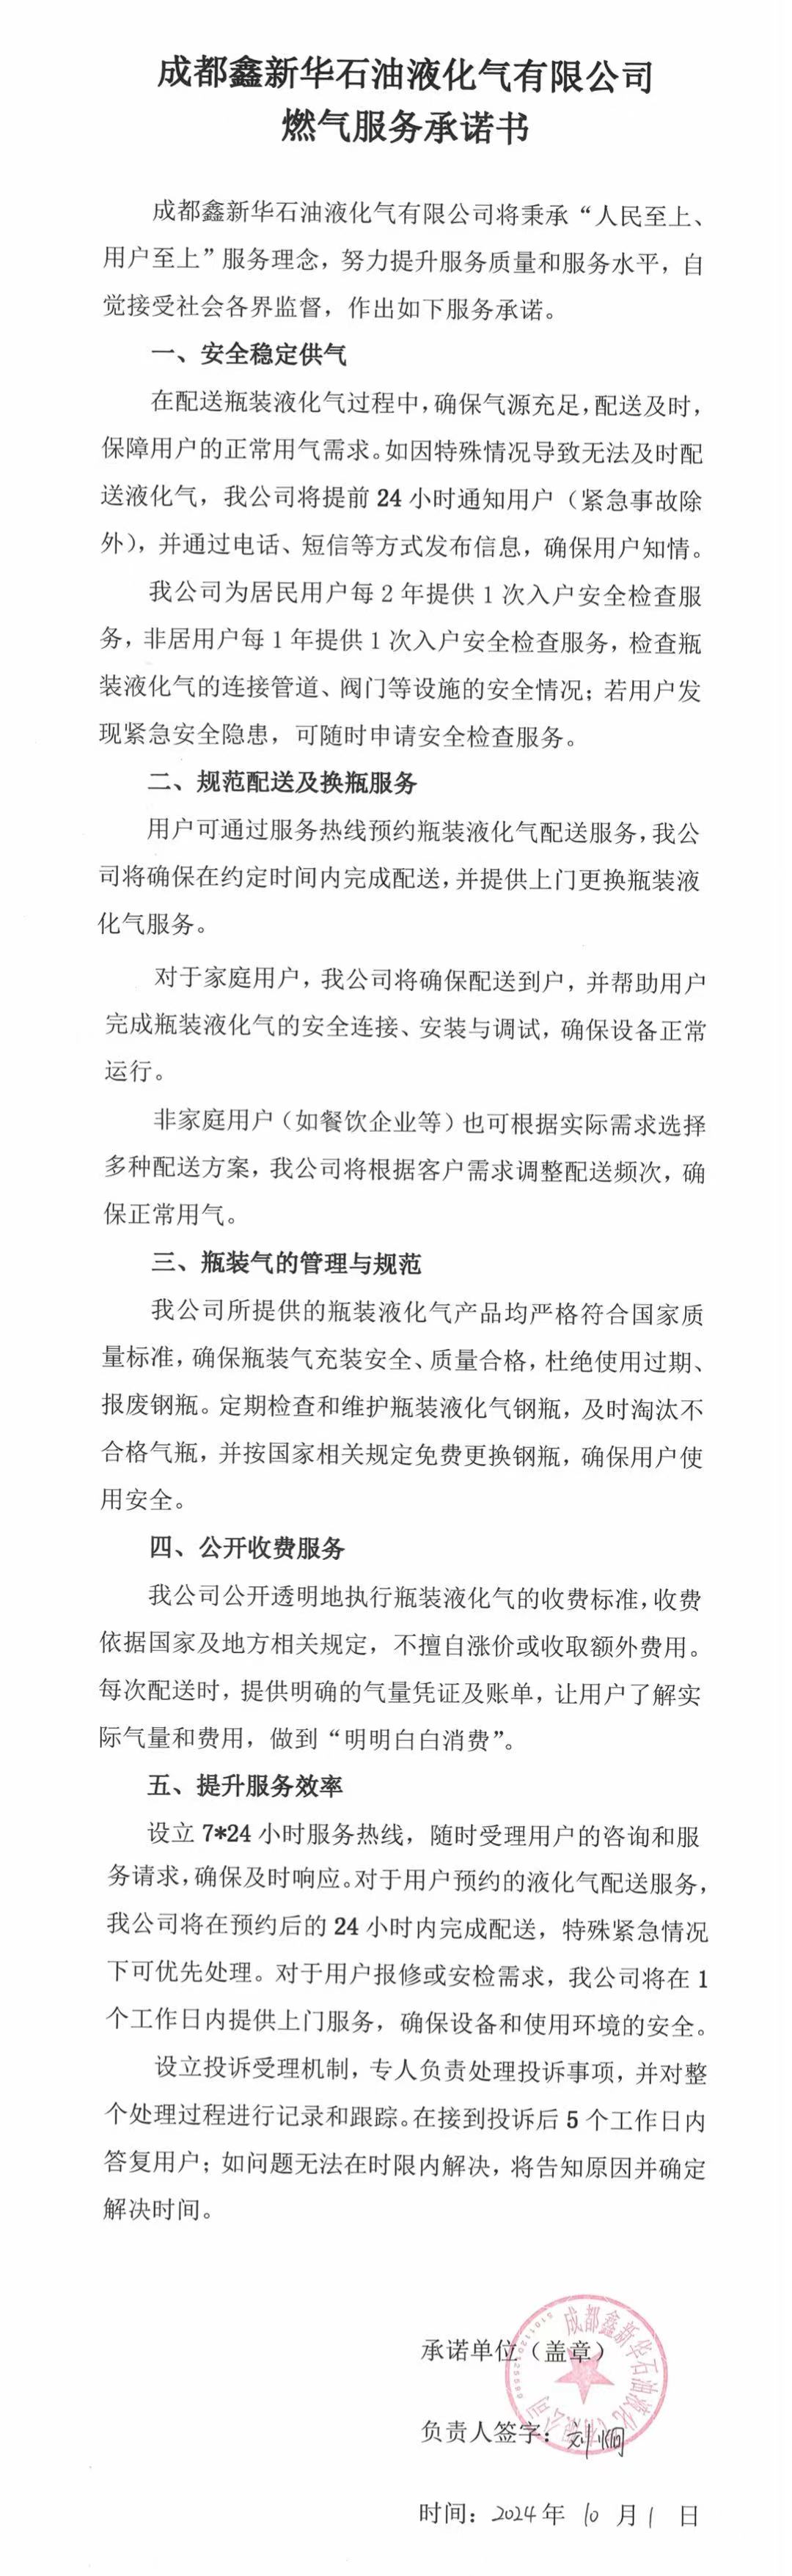 成都鑫新华石油液化气有限公司
燃气服务承诺书
成都鑫新华石油液化气有限公司将秉承“人民至上、
用户至上”服务理念，努力提升服务质量和服务水平，自
觉接受社会各界监督，作出如下服务承诺。
一、安全稳定供气
在配送瓶装液化气过程中，确保气源充足，配送及时，
保障用户的正常用气需求。如因特殊情况导致无法及时配
送液化气，我公司将提前 24 小时通知用户（紧急事故除
外），并通过电话、短信等方式发布信息，确保用户知情。
我公司为居民用户每 2 年提供 1 次入户安全检查服
务，非居用户每 1 年提供 1 次入户安全检查服务，检查瓶
装液化气的连接管道、阀门等设施的安全情况；若用户发
现紧急安全隐患，可随时申请安全检查服务。
二、规范配送及换瓶服务
用户可通过服务热线预约瓶装液化气配送服务，我公
司将确保在约定时间内完成配送，并提供上门更换瓶装液
化气服务。
对于家庭用户，我公司将确保配送到户，并帮助用户
完成瓶装液化气的安全连接、安装与调试，确保设备正常
运行。
非家庭用户（如餐饮企业等）也可根据实际需求选择
多种配送方案，我公司将根据客户需求调整配送频次，确
保正常用气。
三、瓶装气的管理与规范
我公司所提供的瓶装液化气产品均严格符合国家质
量标准，确保瓶装气充装安全、质量合格，杜绝使用过期、
报废钢瓶。定期检查和维护瓶装液化气钢瓶，及时淘汰不
合格气瓶，并按国家相关规定免费更换钢瓶，确保用户使
用安全。
四、公开收费服务
我公司公开透明地执行瓶装液化气的收费标准，收费
依据国家及地方相关规定，不擅自涨价或收取额外费用。
每次配送时，提供明确的气量凭证及账单，让用户了解实
际气量和费用，做到“明明白白消费”。
五、提升服务效率
设立 7*24 小时服务热线，随时受理用户的咨询和服
务请求，确保及时响应。对于用户预约的液化气配送服务，
我公司将在预约后的 24 小时内完成配送，特殊紧急情况
下可优先处理。对于用户报修或安检需求，我公司将在 1
个工作日内提供上门服务，确保设备和使用环境的安全。
设立投诉受理机制，专人负责处理投诉事项，并对整
个处理过程进行记录和跟踪。在接到投诉后 5 个工作日内
答复用户；如问题无法在时限内解决，将告知原因并确定
解决时间。
承诺单位（盖章）
成都鑫新华石油液化气有限公司
负责人签字：刘炯
时间：2024 年 10 月 1 日